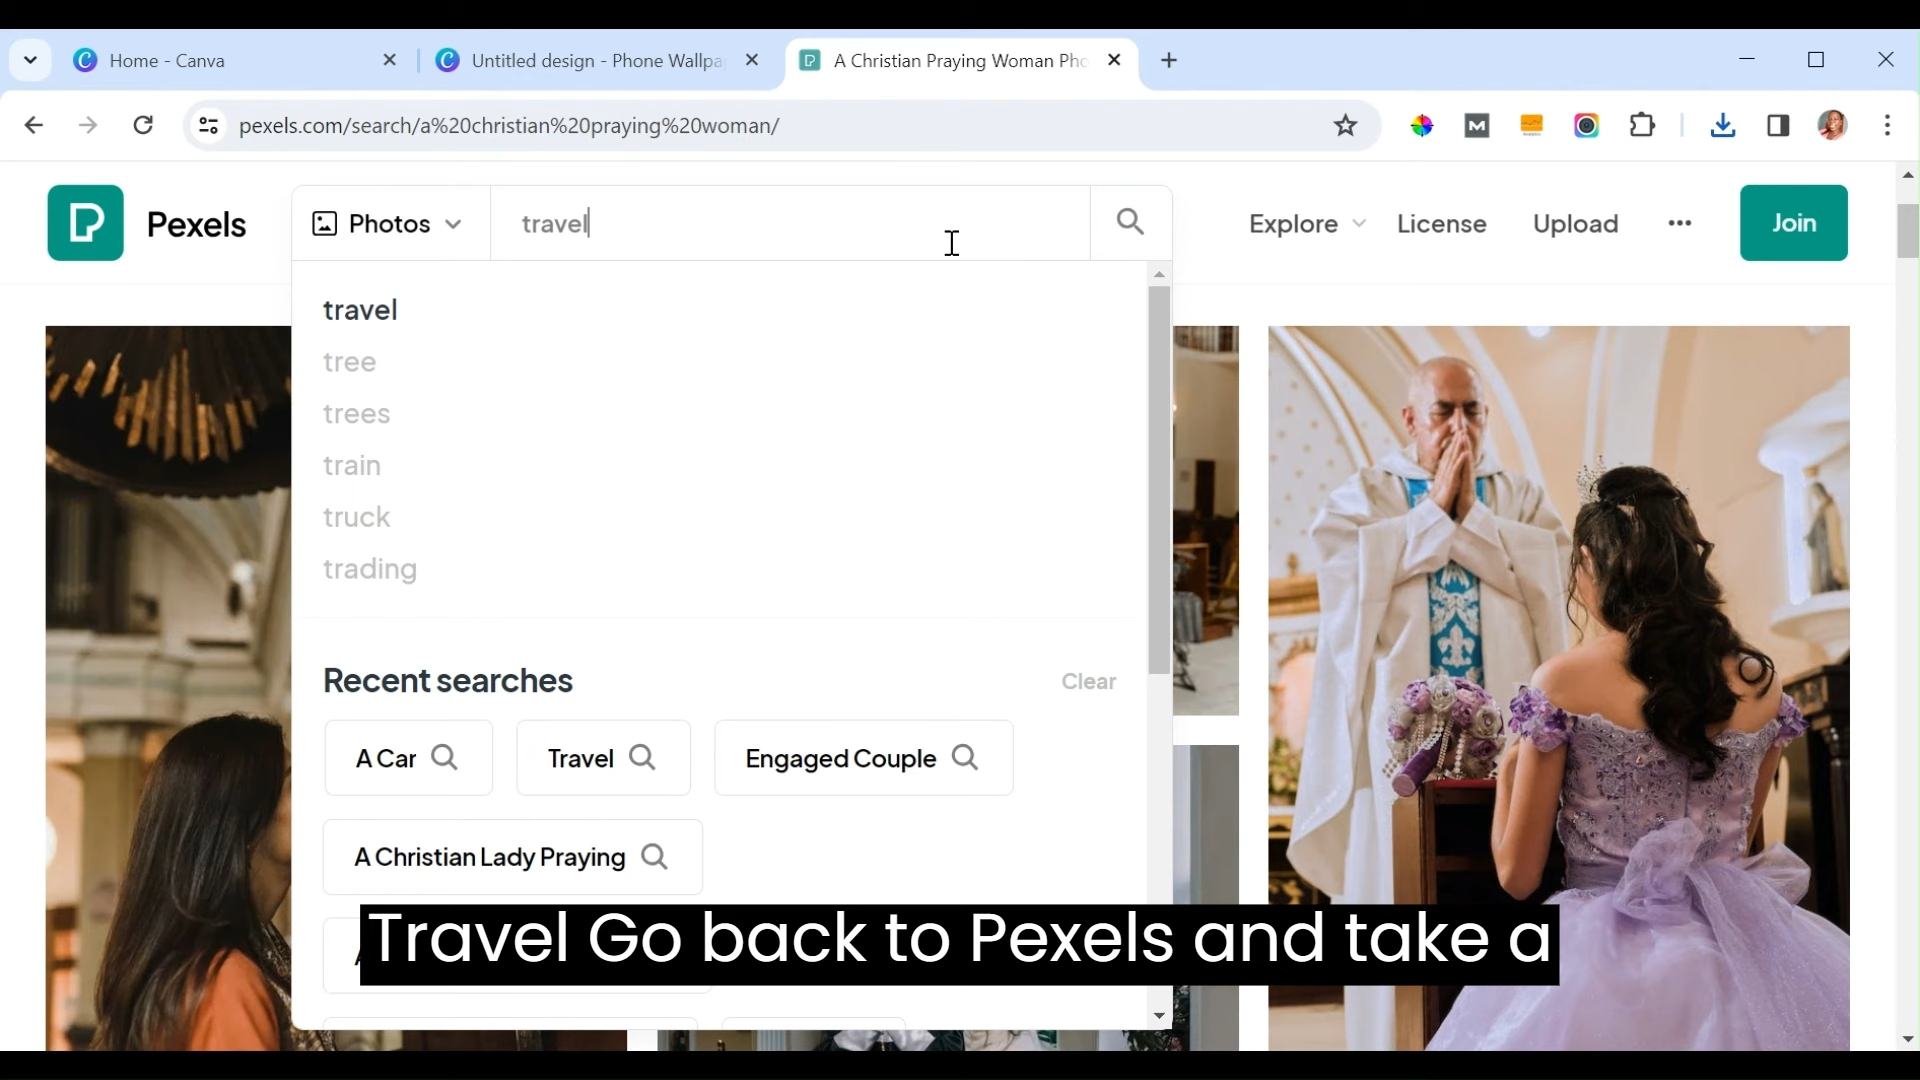 Home - Canva
Untitled design - Phone Wallpa
A Christian Praying Woman Pho
pexels.com/search/a%20christian%20praying%20woman/
Pexels
Photos
travel
Explore
License
Upload
Join
travel
tree
trees
train
truck
trading
Recent searches
Clear
A Car
Travel
Engaged Couple
A Christian Lady Praying
Travel Go back to Pexels and take a